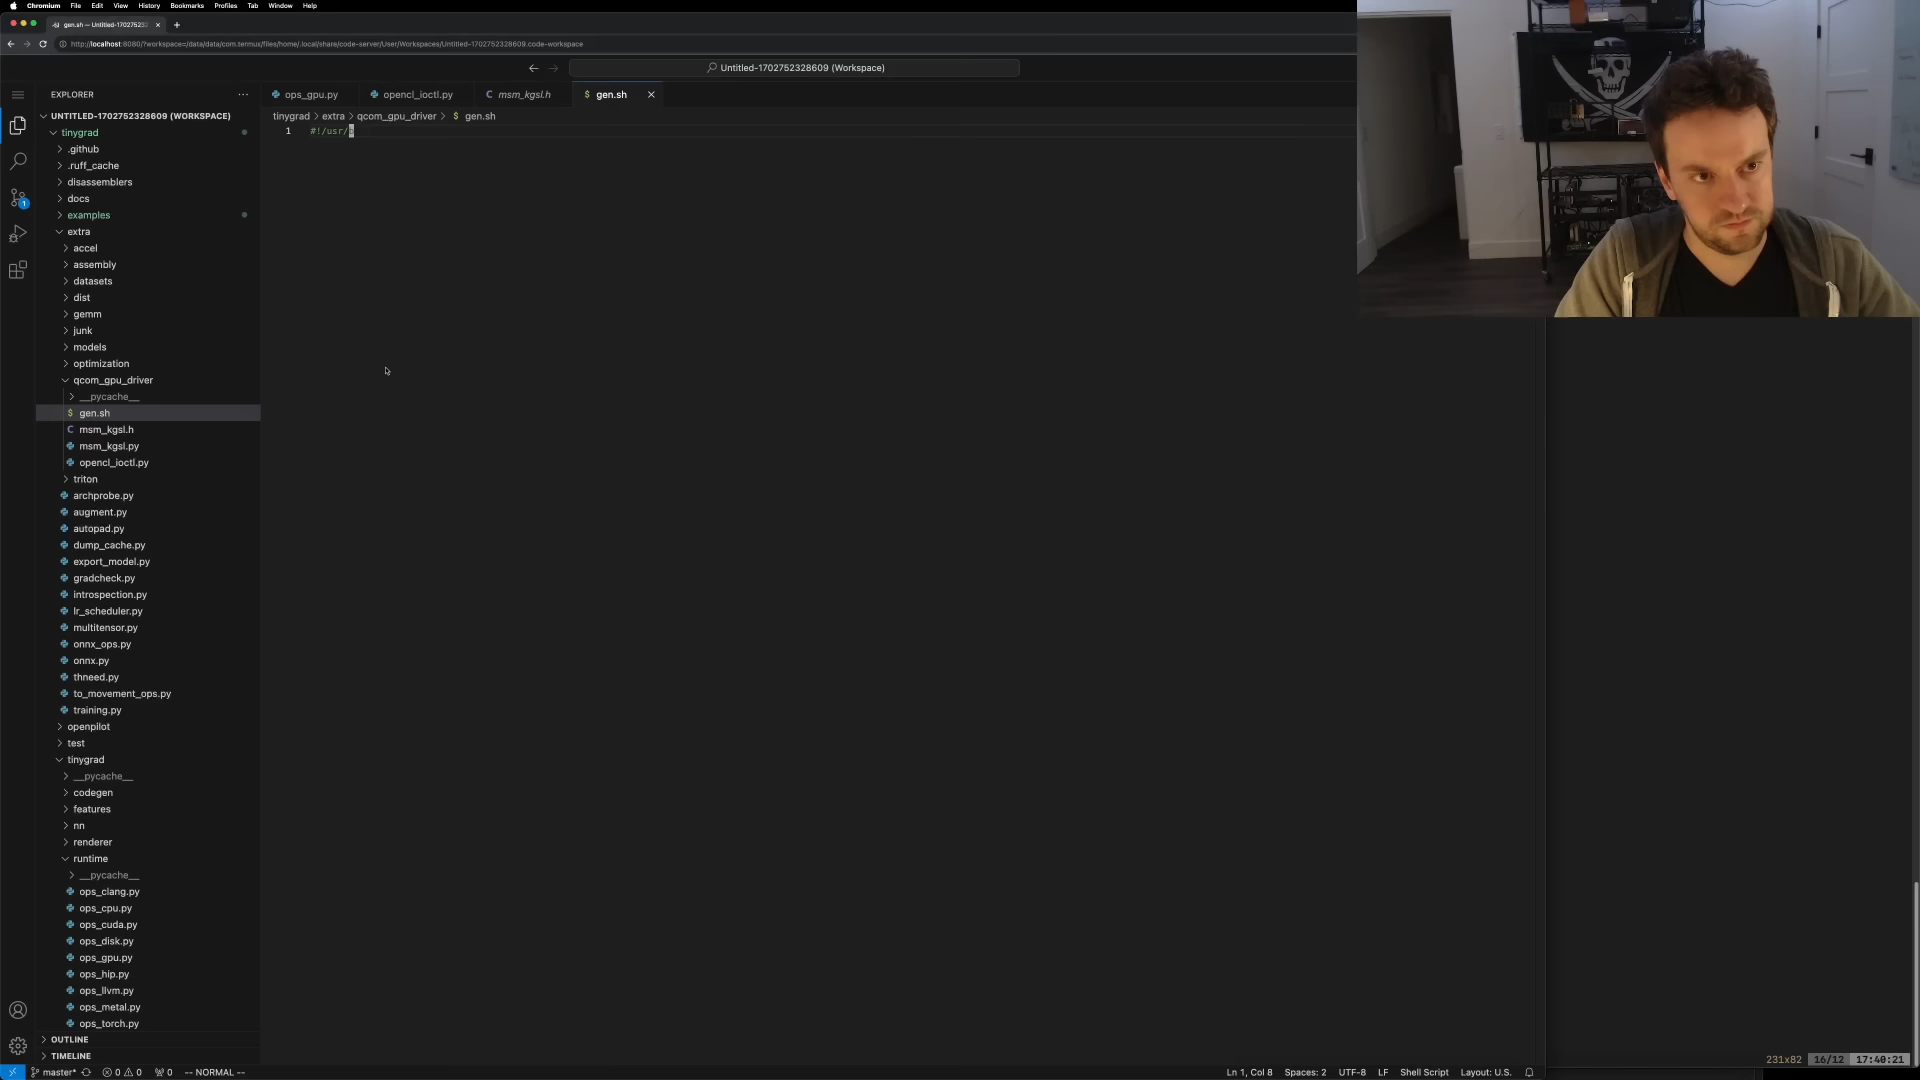 Chromium File Edit View History Bookmarks Profiles Tab Window Help
gen.sh — Untitled-170275232
http://localhost:8080/?workspace=/data/data/com.termux/files/home/.local/share/code-server/User/Workspaces/Untitled-1702752328609.code-workspace
Untitled-1702752328609 (Workspace)
EXPLORER
ops_gpu.py opencl_ioctl.py msm_kgsl.h gen.sh
UNTITLED-1702752328609 (WORKSPACE)
tinygrad > extra > qcom_gpu_driver > $ gen.sh
1 #!/usr/b
tinygrad
.github
.ruff_cache
disassemblers
docs
examples
extra
accel
assembly
datasets
dist
gemm
junk
models
optimization
qcom_gpu_driver
__pycache__
$ gen.sh
C msm_kgsl.h
msm_kgsl.py
opencl_ioctl.py
triton
archprobe.py
augment.py
autopad.py
dump_cache.py
export_model.py
gradcheck.py
introspection.py
lr_scheduler.py
multitensor.py
onnx_ops.py
onnx.py
thneed.py
to_movement_ops.py
training.py
openpilot
test
tinygrad
__pycache__
codegen
features
nn
renderer
runtime
__pycache__
ops_clang.py
ops_cpu.py
ops_cuda.py
ops_disk.py
ops_gpu.py
ops_hip.py
ops_llvm.py
ops_metal.py
ops_torch.py
OUTLINE
TIMELINE
231x82 16/12 17:40:21
master* 0 0 0 -- NORMAL -- Ln 1, Col 8 Spaces: 2 UTF-8 LF Shell Script Layout: U.S.